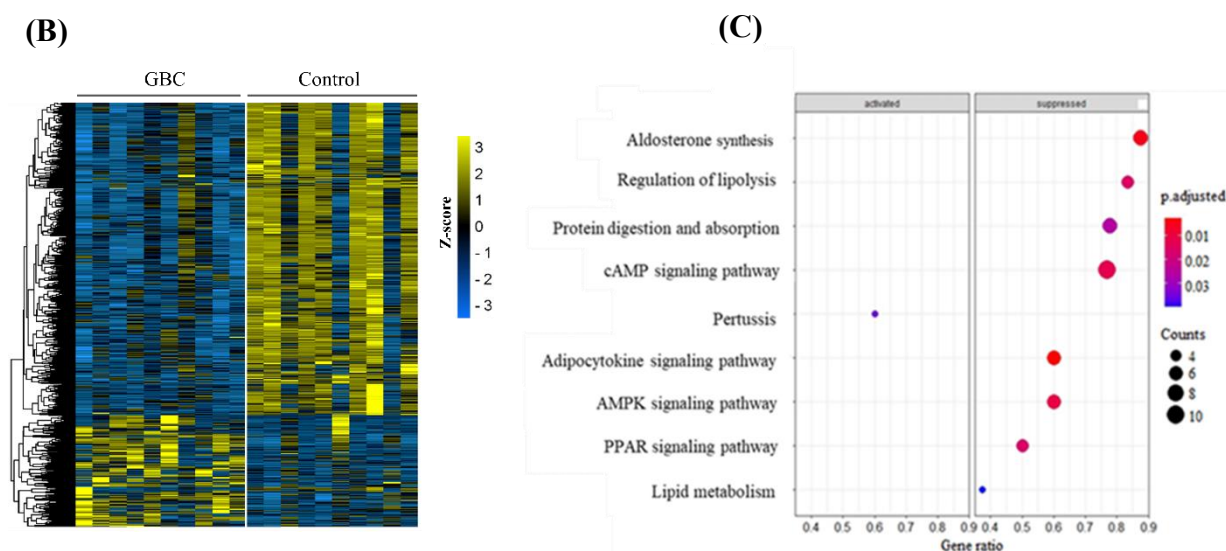 (B)
(C)
GBC
Control
3
2
1
0
- 1
- 2
- 3
Z-score
activated
suppressed
Aldosterone synthesis
Regulation of lipolysis
Protein digestion and absorption
cAMP signaling pathway
Pertussis
Adipocytokine signaling pathway
AMPK signaling pathway
PPAR signaling pathway
Lipid metabolism
0.4 0.5 0.6 0.7 0.8 0.9 0.4 0.5 0.6 0.7 0.8 0.9
Gene ratio
p.adjusted
0.01
0.02
0.03
Counts
4
6
8
10